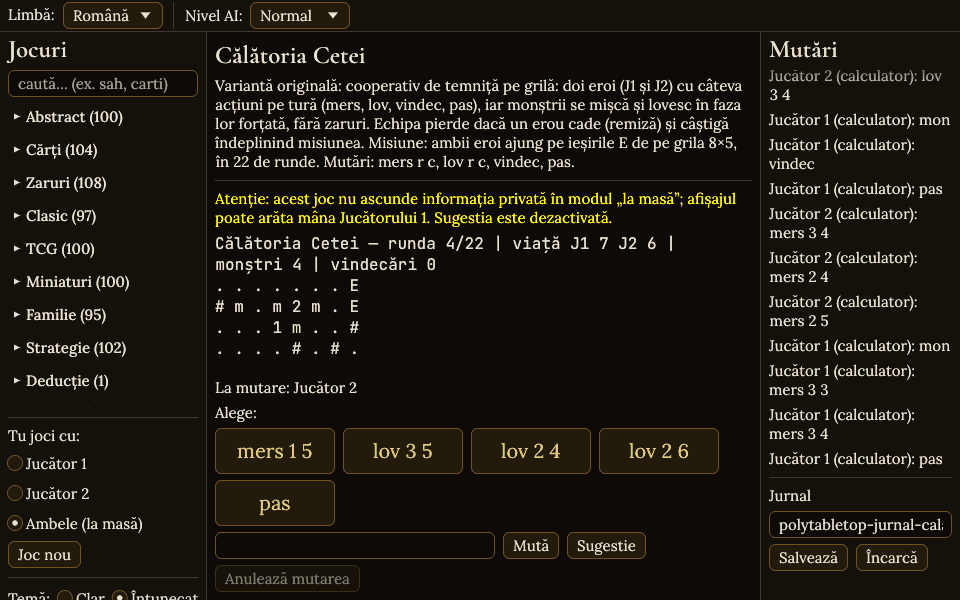 Limbă: Română ▼ Nivel AI: Normal ▼
Jocuri
caută... (ex. sah, carti)
▸ Abstract (100)
▸ Cărți (104)
▸ Zaruri (108)
▸ Clasic (97)
▸ TCG (100)
▸ Miniaturi (100)
▸ Familie (95)
▸ Strategie (102)
▸ Deducție (1)
Tu joci cu:
Jucător 1
Jucător 2
Ambele (la masă)
Joc nou
Temă: Clar Întunecat
Călătoria Cetei
Variantă originală: cooperativ de temniță pe grilă: doi eroi (J1 și J2) cu câteva
acțiuni pe tură (mers, lov, vindec, pas), iar monștrii se mișcă și lovesc în faza
lor forțată, fără zaruri. Echipa pierde dacă un erou cade (remiză) și câștigă
îndeplinind misiunea. Misiune: ambii eroi ajung pe ieșirile E de pe grila 8×5,
în 22 de runde. Mutări: mers r c, lov r c, vindec, pas.
Atenție: acest joc nu ascunde informația privată în modul „la masă”; afișajul
poate arăta mâna Jucătorului 1. Sugestia este dezactivată.
Călătoria Cetei — runda 4/22 | viață J1 7 J2 6 |
monștri 4 | vindecări 0
. . . . . . . E
# m . m 2 m . E
. . . 1 m . . #
. . . . # . # .
La mutare: Jucător 2
Alege:
mers 1 5 lov 3 5 lov 2 4 lov 2 6
pas
Mută Sugestie
Anulează mutarea
Mutări
Jucător 2 (calculator): lov
3 4
Jucător 1 (calculator): mon
Jucător 1 (calculator):
vindec
Jucător 1 (calculator): pas
Jucător 2 (calculator):
mers 3 4
Jucător 2 (calculator):
mers 2 4
Jucător 2 (calculator):
mers 2 5
Jucător 1 (calculator): mon
Jucător 1 (calculator):
mers 3 3
Jucător 1 (calculator):
mers 3 4
Jucător 1 (calculator): pas
Jurnal
polytabletop-jurnal-cal
Salvează Încarcă